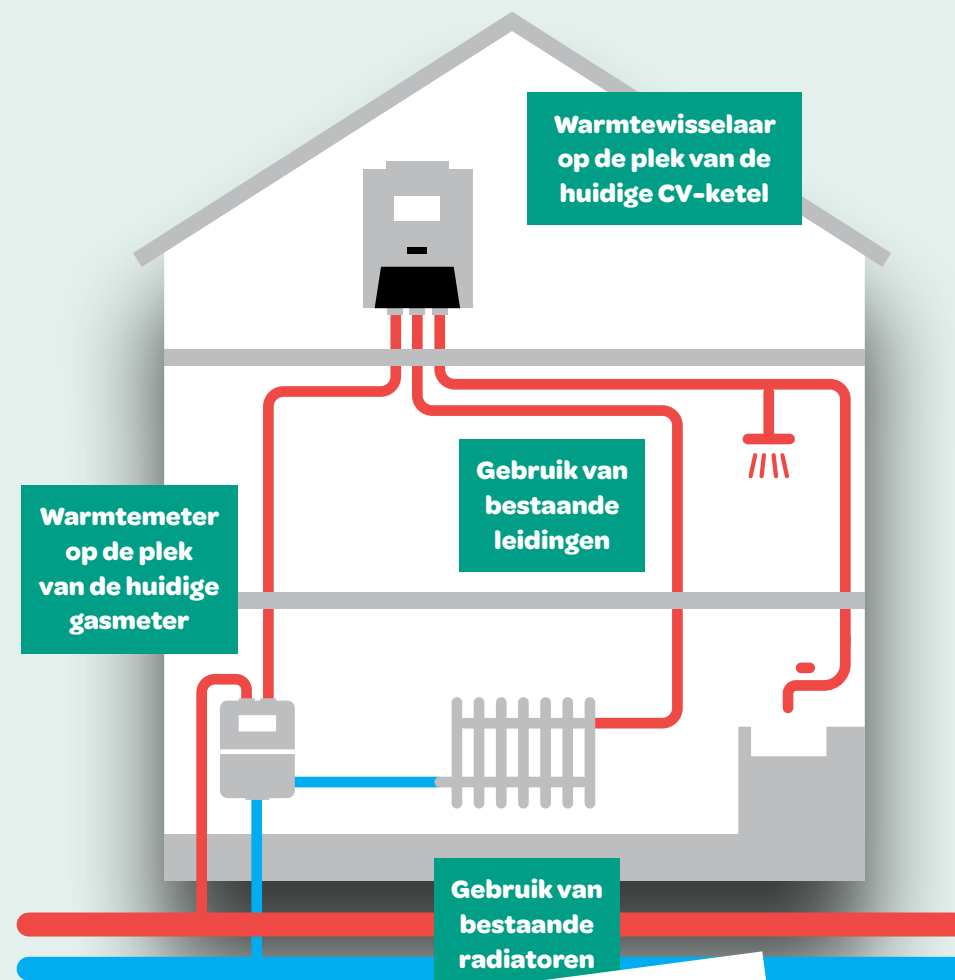 Warmtewisselaar
op de plek van de
huidige CV-ketel
Gebruik van
bestaande
leidingen
Warmtemeter
op de plek
van de huidige
gasmeter
Gebruik van
bestaande
radiatoren